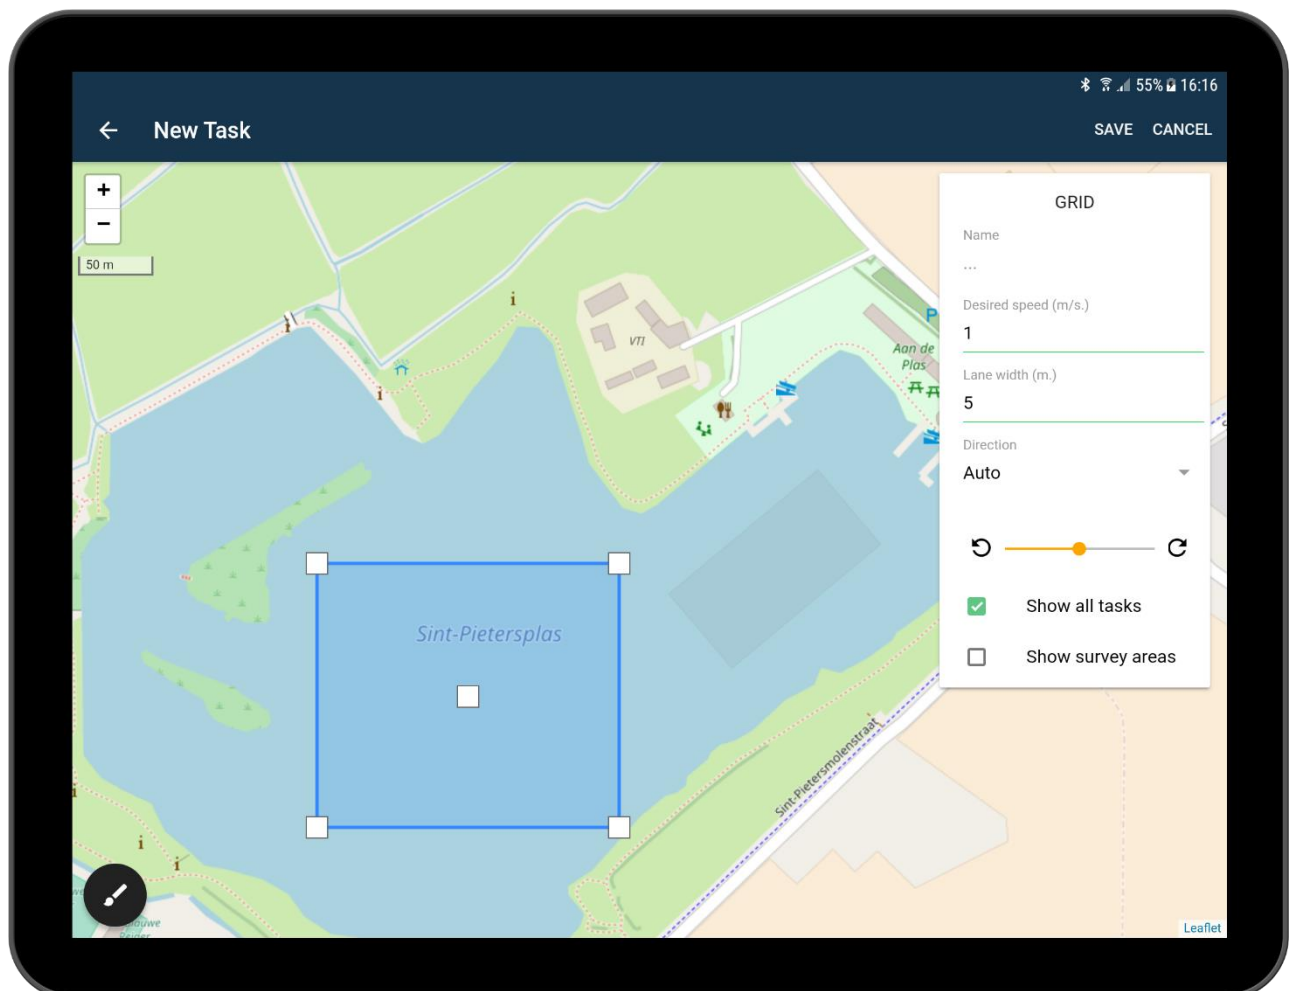 55% 16:16
New Task
SAVE CANCEL
+
−
50 m
GRID
Name
...
Desired speed (m/s.)
1
Lane width (m.)
5
Direction
Auto
Show all tasks
Show survey areas
VTI
P
Aan de
Plas
Sint-Pietersplas
Sint-Pietersmolenstraat
Leaflet